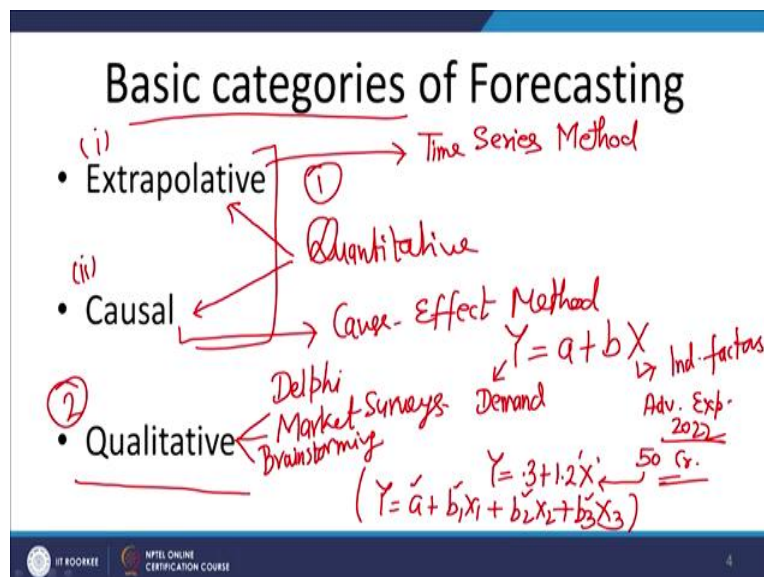 Basic categories of Forecasting
(i)
• Extrapolative
Time Series Method
①
Quantitative
(ii)
• Causal
Cause-Effect Method
Y = a + b X
Ind. factors
Demand
Adv. Exp.
2022
50 Cr.
②
• Qualitative
Delphi
Market Surveys
Brainstorming
Y = .3 + 1.2 X
(Y = a + b1x1 + b2x2 + b3x3)
IIT ROORKEE
NPTEL ONLINE
CERTIFICATION COURSE
4